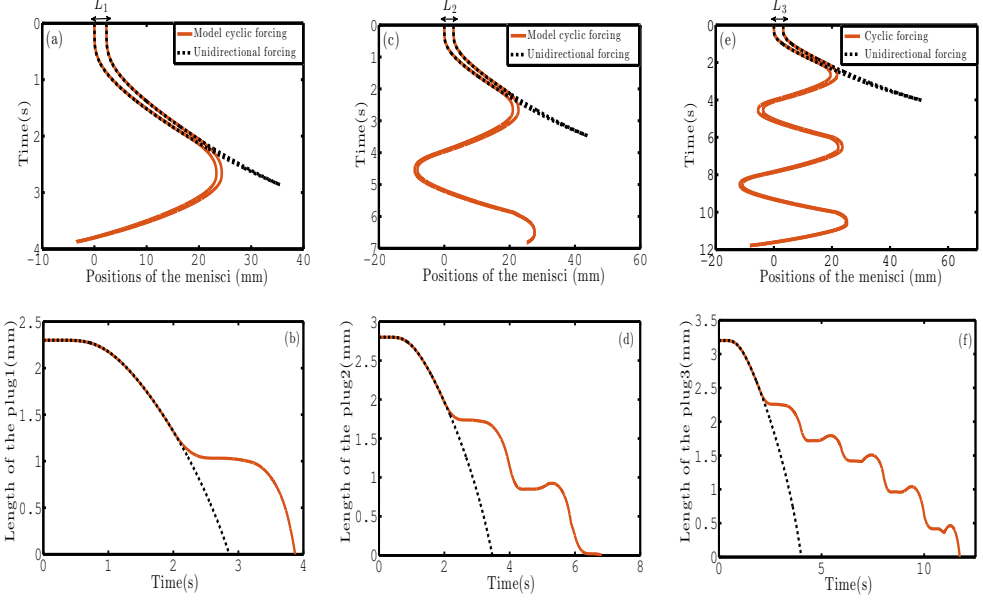 L1
(a)
Model cyclic forcing
Unidirectional forcing
0
1
2
3
4
Time(s)
−10 0 10 20 30 40
Positions of the menisci (mm)
L2
(c)
Model cyclic forcing
Unidirectional forcing
0
1
2
3
4
5
6
7
Time(s)
−20 0 20 40 60
Positions of the menisci (mm)
L3
(e)
Cyclic forcing
Unidirectional forcing
0
2
4
6
8
10
12
Time(s)
−20 0 20 40 60
Positions of the menisci (mm)
(b)
2.5
2
1.5
1
0.5
0
Length of the plug1(mm)
0 1 2 3 4
Time(s)
(d)
3
2.5
2
1.5
1
0.5
0
Length of the plug2(mm)
0 2 4 6 8
Time(s)
(f)
3.5
3
2.5
2
1.5
1
0.5
0
Length of the plug3(mm)
0 5 10
Time(s)